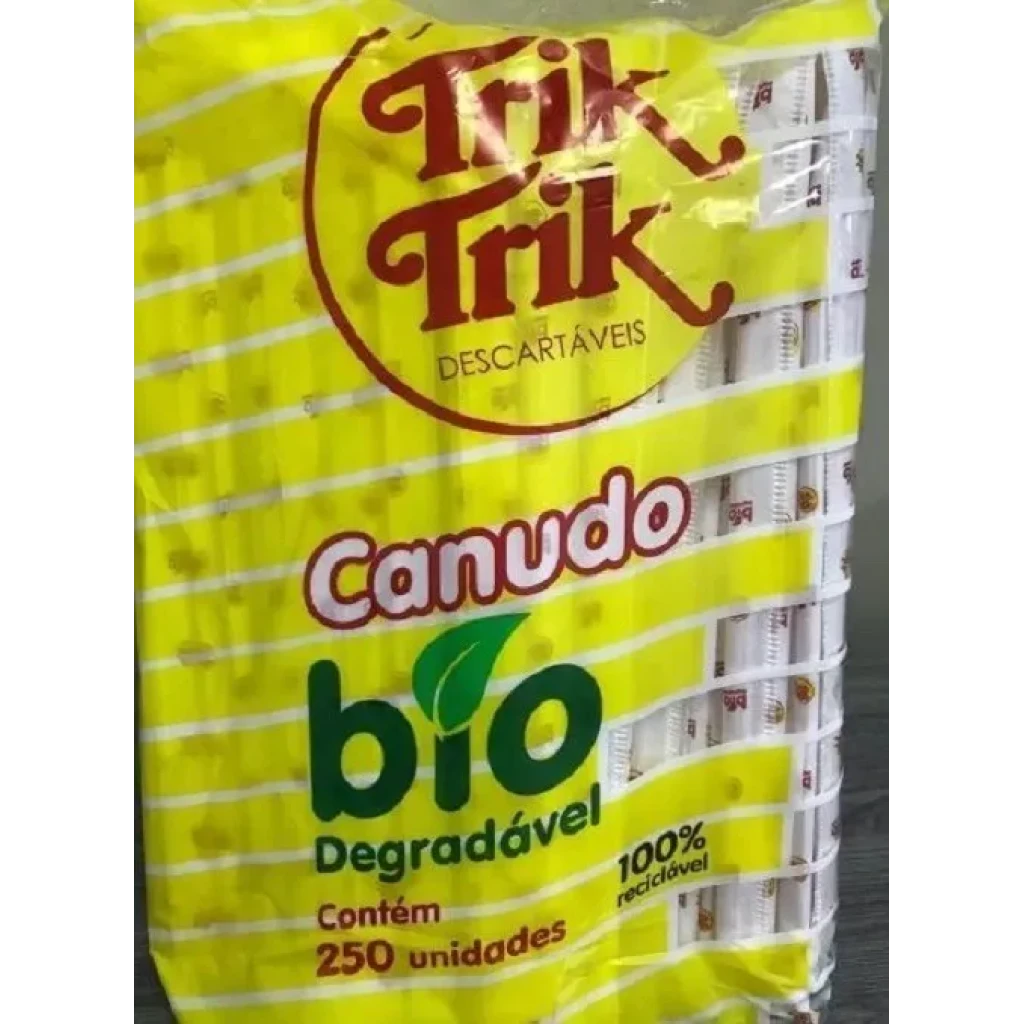 Trik
Trik
DESCARTÁVEIS
Canudo
bio
Degradável
100%
reciclável
Contém
250 unidades